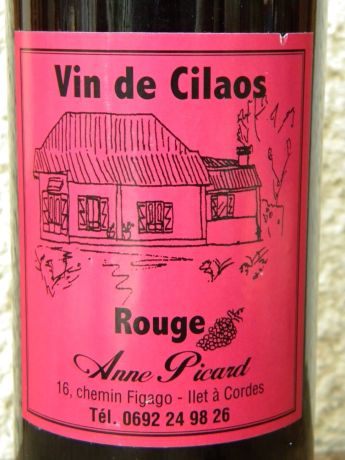 Vin de Cilaos
Rouge
Anne Picard
16, chemin Figago - Ilet à Cordes
Tél. 0692 24 98 26